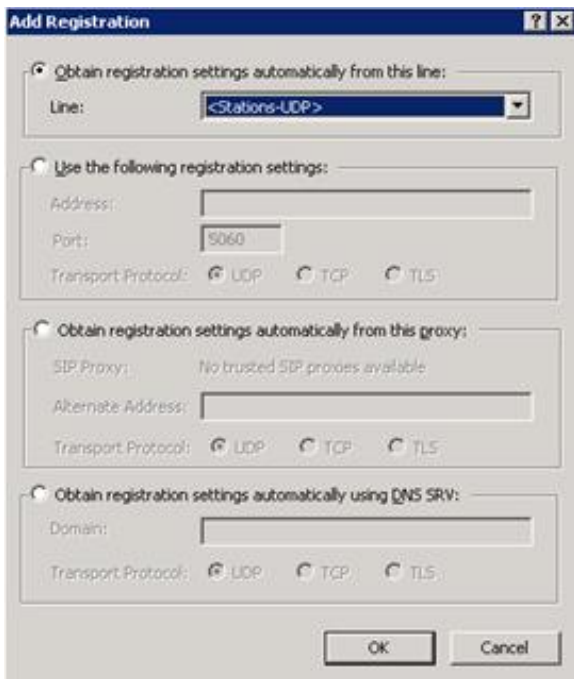 Add Registration
Obtain registration settings automatically from this line:
Line: <Stations-UDP>
Use the following registration settings:
Address:
Port: 5060
Transport Protocol: UDP TCP TLS
Obtain registration settings automatically from this proxy:
SIP Proxy: No trusted SIP proxies available
Alternate Address:
Transport Protocol: UDP TCP TLS
Obtain registration settings automatically using DNS SRV:
Domain:
Transport Protocol: UDP TCP TLS
OK Cancel